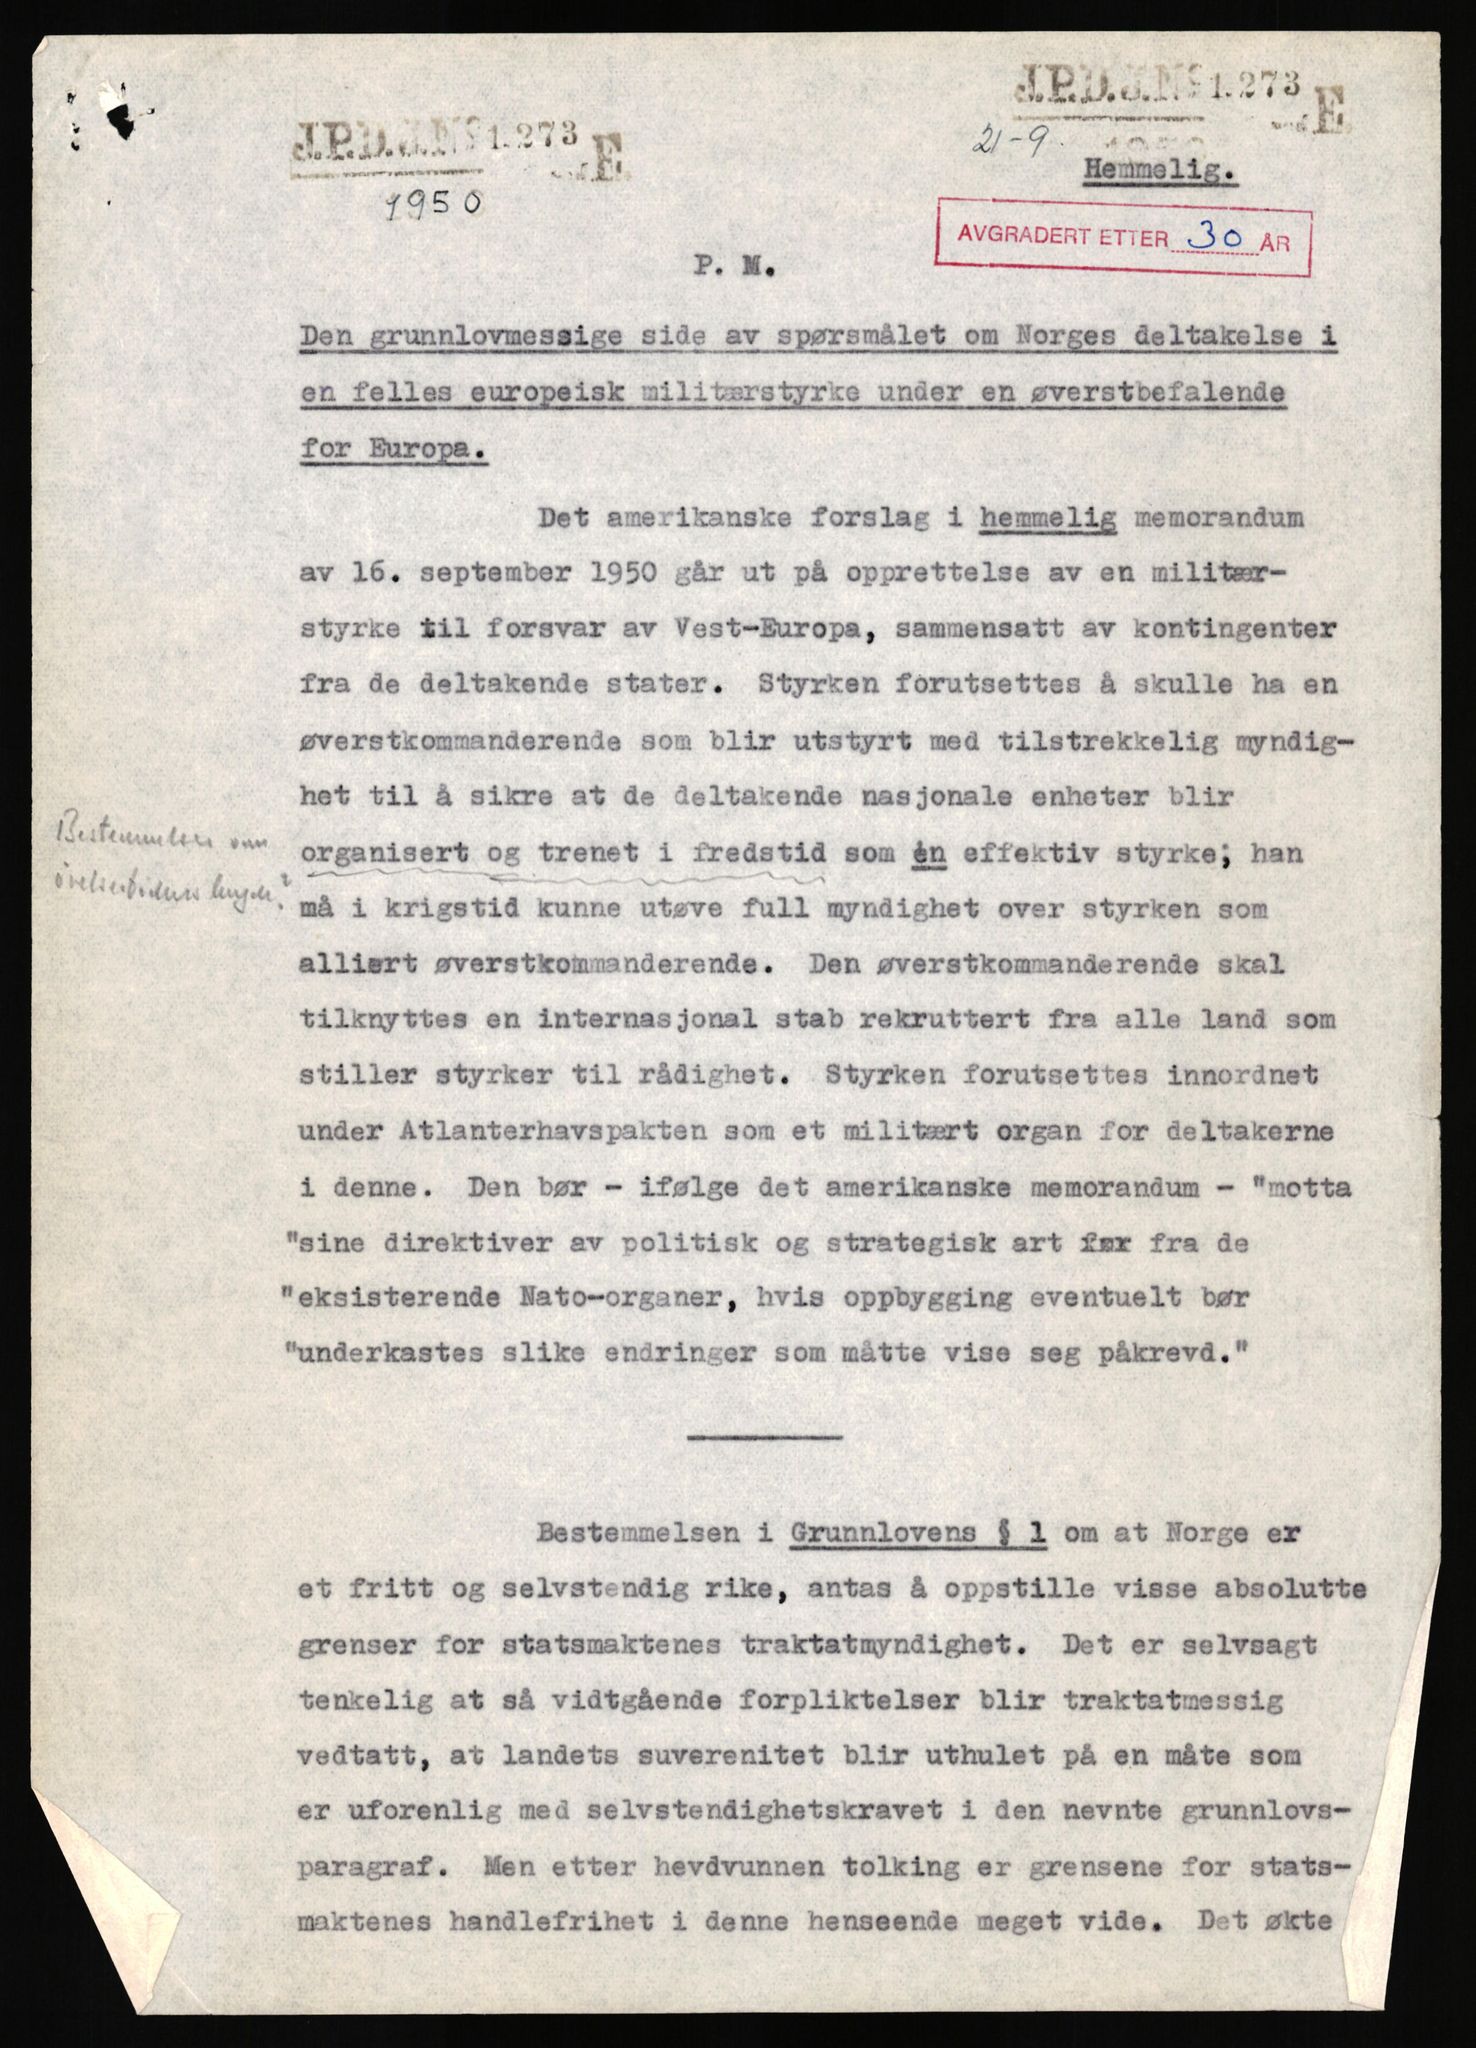 J.P.D.J.Nº 1.273 E
J.P.D.J.Nº 1.273 E
1950
21-9.
Hemmelig.
AVGRADERT ETTER 30 ÅR
P. M.
Den grunnlovmessige side av spørsmålet om Norges deltakelse i
en felles europeisk militærstyrke under en øverstbefalende
for Europa.
Det amerikanske forslag i hemmelig memorandum
av 16. september 1950 går ut på opprettelse av en militær-
styrke til forsvar av Vest-Europa, sammensatt av kontingenter
fra de deltakende stater. Styrken forutsettes å skulle ha en
øverstkommanderende som blir utstyrt med tilstrekkelig myndig-
het til å sikre at de deltakende nasjonale enheter blir
Bestemmelser om
organisert og trenet i fredstid som én effektiv styrke; han
må i krigstid kunne utøve full myndighet over styrken som
alliert øverstkommanderende. Den øverstkommanderende skal
tilknyttes en internasjonal stab rekruttert fra alle land som
stiller styrker til rådighet. Styrken forutsettes innordnet
under Atlanterhavspakten som et militært organ for deltakerne
i denne. Den bør - ifølge det amerikanske memorandum - "motta
"sine direktiver av politisk og strategisk art før fra de
"eksisterende Nato-organer, hvis oppbygging eventuelt bør
"underkastes slike endringer som måtte vise seg påkrevd."
Bestemmelsen i Grunnlovens § 1 om at Norge er
et fritt og selvstendig rike, antas å oppstille visse absolutte
grenser for statsmaktenes traktatmyndighet. Det er selvsagt
tenkelig at så vidtgående forpliktelser blir traktatmessig
vedtatt, at landets suverenitet blir uthulet på en måte som
er uforenlig med selvstendighetskravet i den nevnte grunnlovs-
paragraf. Men etter hevdvunnen tolking er grensene for stats-
maktenes handlefrihet i denne henseende meget vide. Det økte